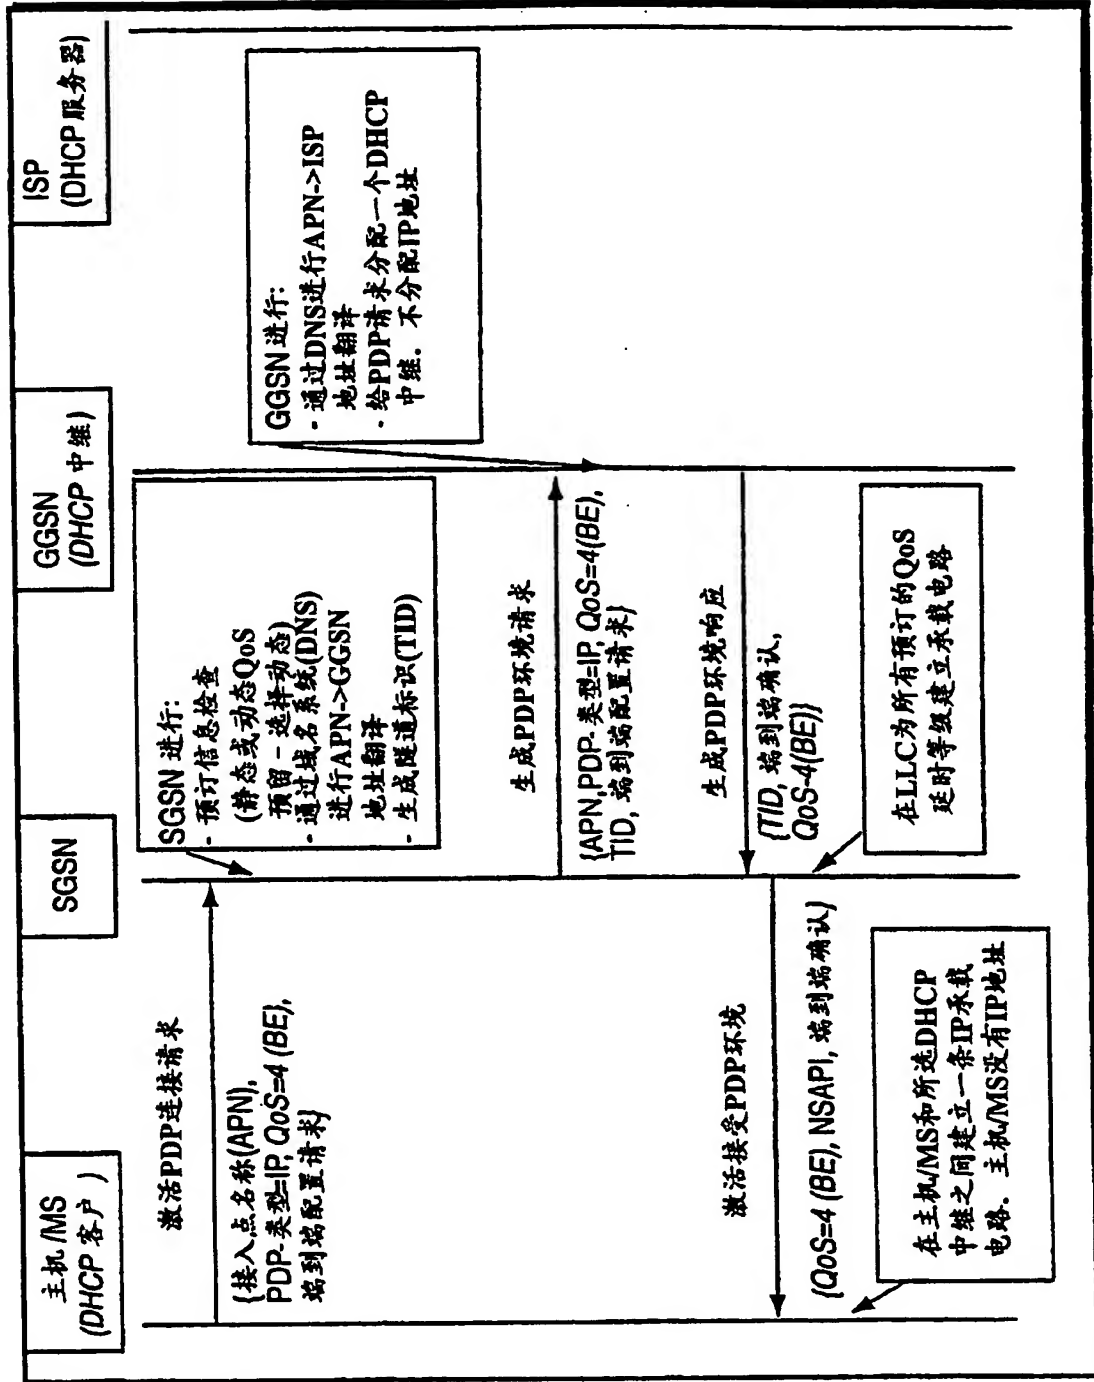 主机/MS
(DHCP 客户)
SGSN
GGSN
(DHCP 中继)
ISP
(DHCP 服务器)
激活PDP连接请求
{接入点名称(APN),
PDP-类型=IP, QoS=4 (BE),
端到端配置请求}
SGSN 进行:
- 预订信息检查
(静态或动态QoS
预留－选择动态)
- 通过域名系统(DNS)
进行APN->GGSN
地址翻译
- 生成隧道标识(TID)
生成PDP环境请求
{APN,PDP-类型=IP, QoS=4(BE),
TID, 端到端配置请求}
GGSN 进行:
- 通过DNS进行APN->ISP
地址翻译
- 给PDP请求分配一个DHCP
中继. 不分配IP地址
生成PDP环境响应
{TID, 端到端确认,
QoS-4(BE)}
在LLC为所有预订的QoS
延时等级建立承载电路
激活接受PDP环境
{QoS=4 (BE), NSAPI, 端到端确认}
在主机/MS和所选DHCP
中继之间建立一条IP承载
电路. 主机/MS没有IP地址